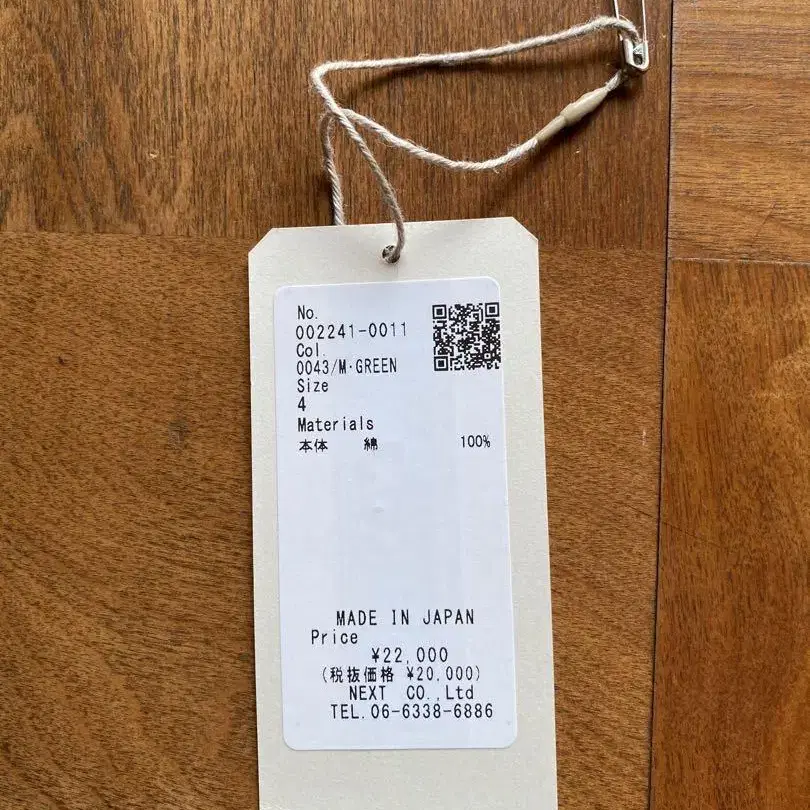 No.
002241-0011
Col.
0043/M·GREEN
Size
4
Materials
本体 綿 100%
MADE IN JAPAN
Price
¥22,000
(税抜価格 ¥20,000)
NEXT CO.,Ltd
TEL.06-6338-6886